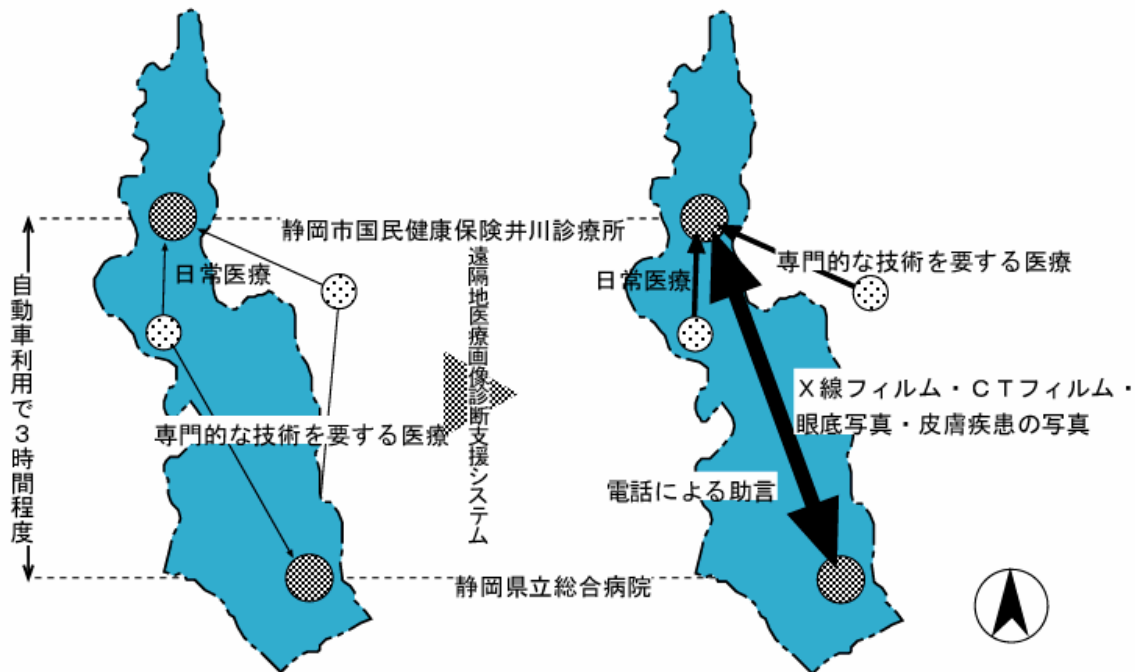 静岡市国民健康保険井川診療所
日常医療
専門的な技術を要する医療
自動車利用で３時間程度
遠隔地医療画像診断支援システム
日常医療
専門的な技術を要する医療
Ｘ線フィルム・ＣＴフィルム・
眼底写真・皮膚疾患の写真
電話による助言
静岡県立総合病院